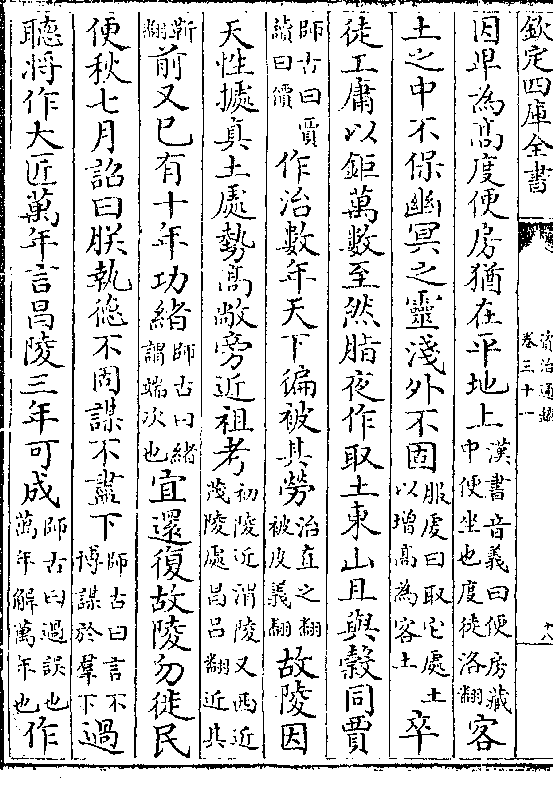 欽定四庫全書
資治通鑑
卷三十一
十八
因卑為髙度便房猶在平地上漢書音義曰便房藏中便坐也度徒洛翻客
土之中不保幽冥之靈淺外不固服䖍曰取它處土以增髙為客土卒
徒工庸以鉅萬數至然脂夜作取土東山且與榖同賈
師古曰賈讀曰價作治數年天下徧被其勞治直之翻被皮義翻故陵因
天性據真土處勢髙敞旁近祖考初陵近渭陵又西近茂陵處昌吕翻近其
靳翻前又已有十年功緒師古曰緒謂端次也宜還復故陵勿徙民
便秋七月詔曰朕執徳不固謀不盡下師古曰言不博謀於羣下過
聽將作大匠萬年言昌陵三年可成師古曰過誤也萬年解萬年也作